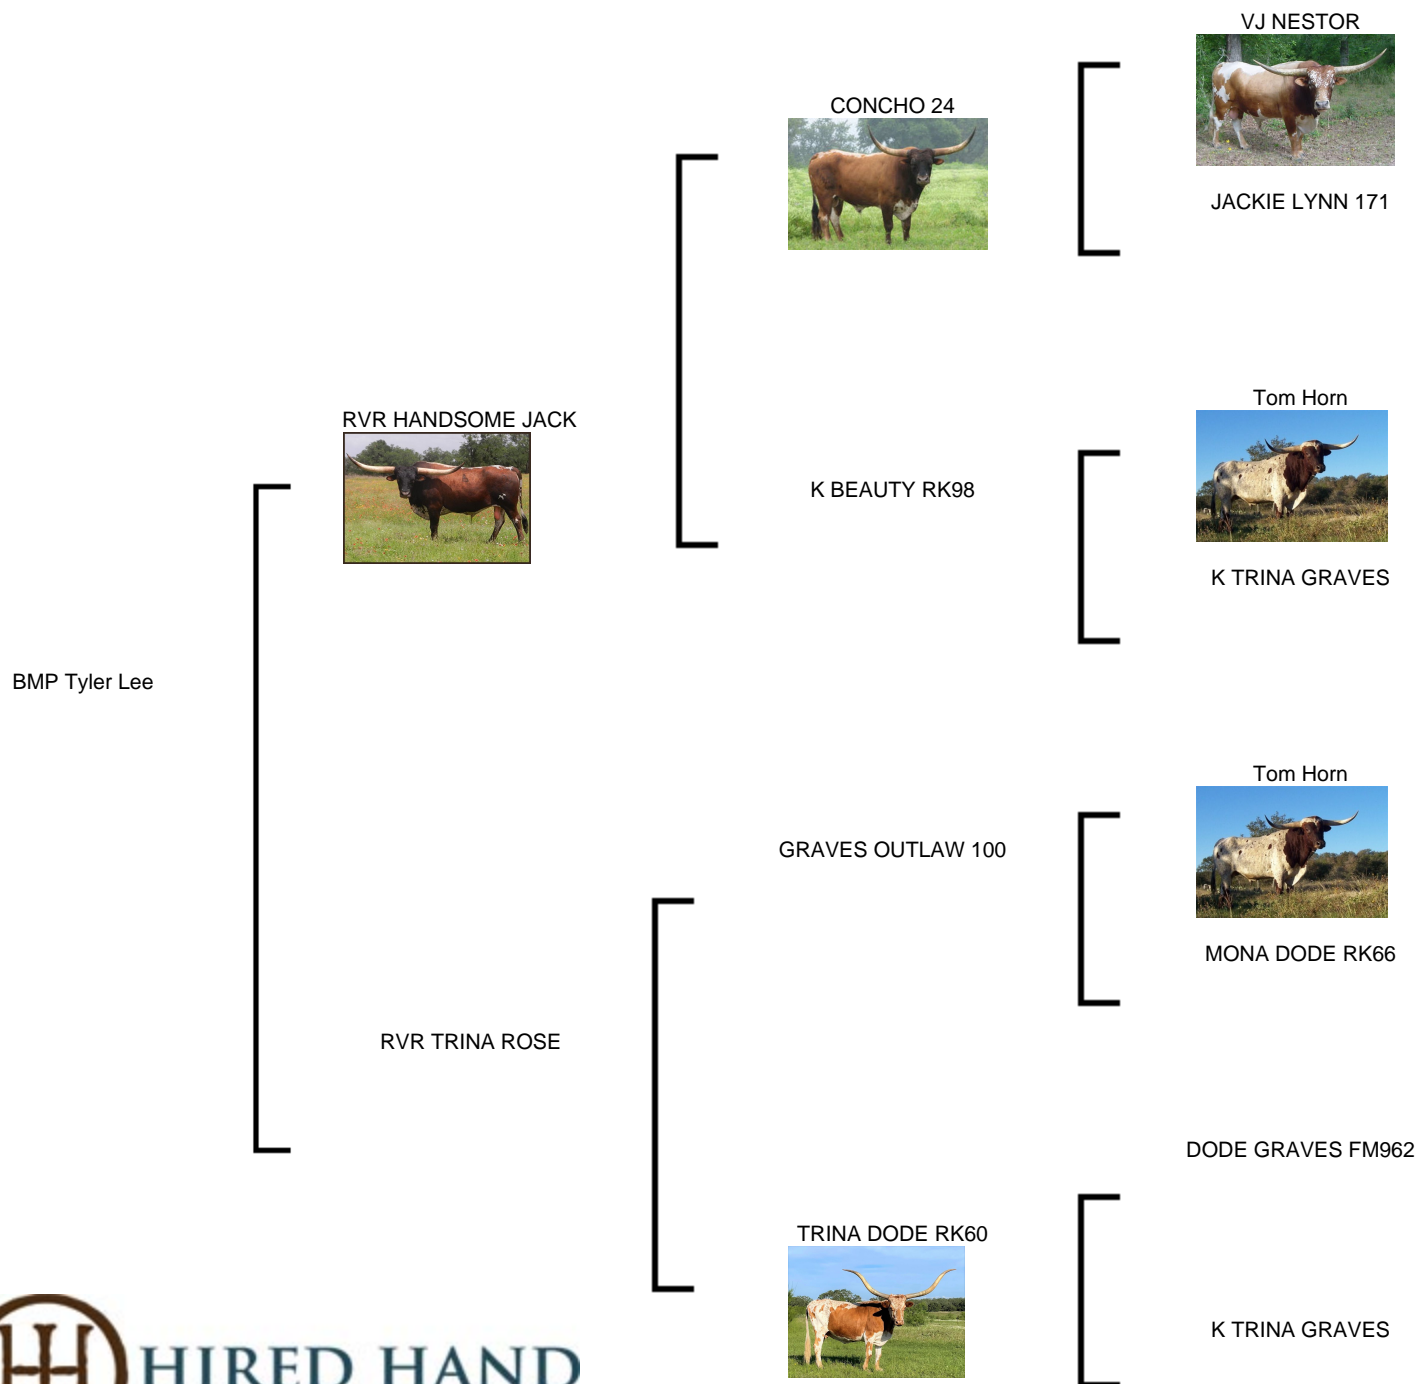 VJ NESTOR
CONCHO 24
JACKIE LYNN 171
RVR HANDSOME JACK
Tom Horn
K BEAUTY RK98
K TRINA GRAVES
BMP Tyler Lee
Tom Horn
GRAVES OUTLAW 100
MONA DODE RK66
RVR TRINA ROSE
DODE GRAVES FM962
TRINA DODE RK60
K TRINA GRAVES
HIRED HAND